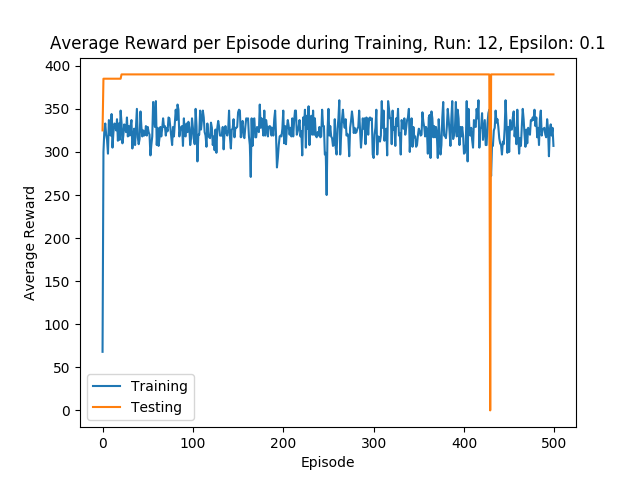 Average Reward per Episode during Training, Run: 12, Epsilon: 0.1
400
350
300
250
200
150
100
50
0
Average Reward
Training
Testing
0 100 200 300 400 500
Episode